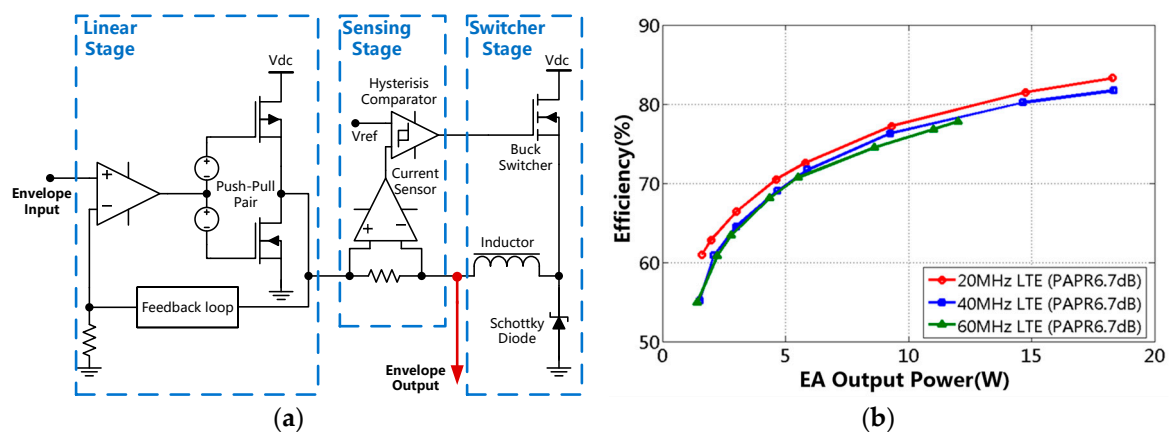 Linear
Stage
Vdc
Push-Pull
Pair
Envelope
Input
Feedback loop
Sensing
Stage
Hysterisis
Comparator
Vref
Current
Sensor
Envelope
Output
Switcher
Stage
Vdc
Buck
Switcher
Inductor
Schottky
Diode
(a)
Efficiency(%)
90
80
70
60
50
0
5
10
15
20
EA Output Power(W)
20MHz LTE (PAPR6.7dB)
40MHz LTE (PAPR6.7dB)
60MHz LTE (PAPR6.7dB)
(b)